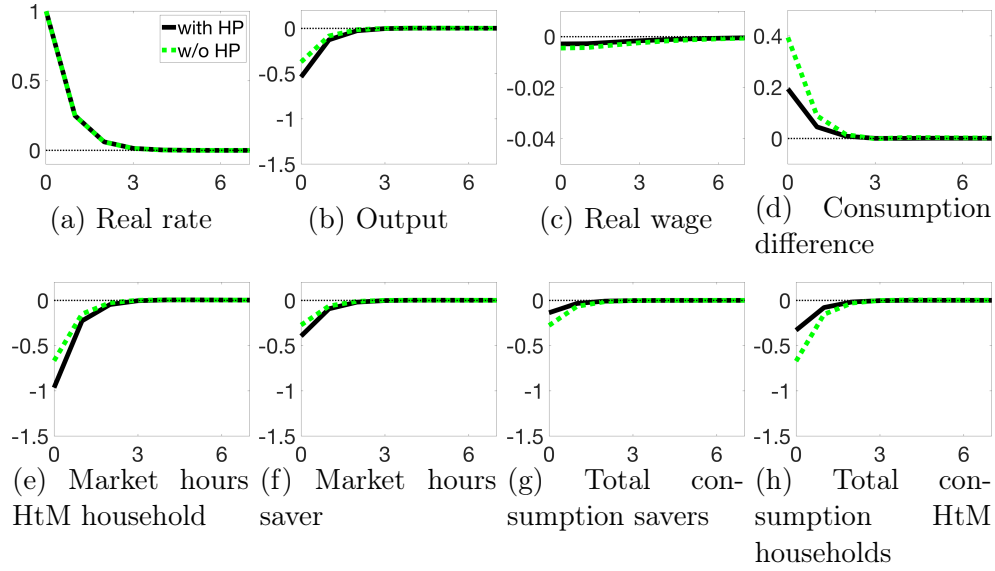 1
0.5
0
with HP
w/o HP
0 3 6
(a) Real rate
0
-0.5
-1
-1.5
0 3 6
(b) Output
0
-0.02
-0.04
0 3 6
(c) Real wage
0.4
0.2
0
0 3 6
(d) Consumption
difference
0
-0.5
-1
-1.5
0 3 6
(e) Market hours
HtM household
0
-0.5
-1
-1.5
0 3 6
(f) Market hours
saver
0
-0.5
-1
-1.5
0 3 6
(g) Total con-
sumption savers
0
-0.5
-1
-1.5
0 3 6
(h) Total con-
sumption HtM
households